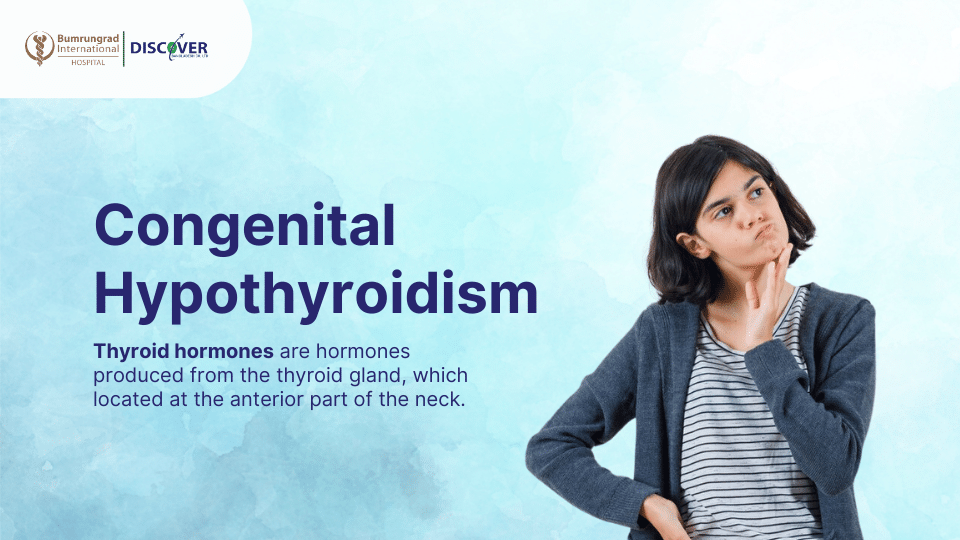 Bumrungrad
International
HOSPITAL
DISCOVER
Congenital
Hypothyroidism
Thyroid hormones are hormones
produced from the thyroid gland, which
located at the anterior part of the neck.